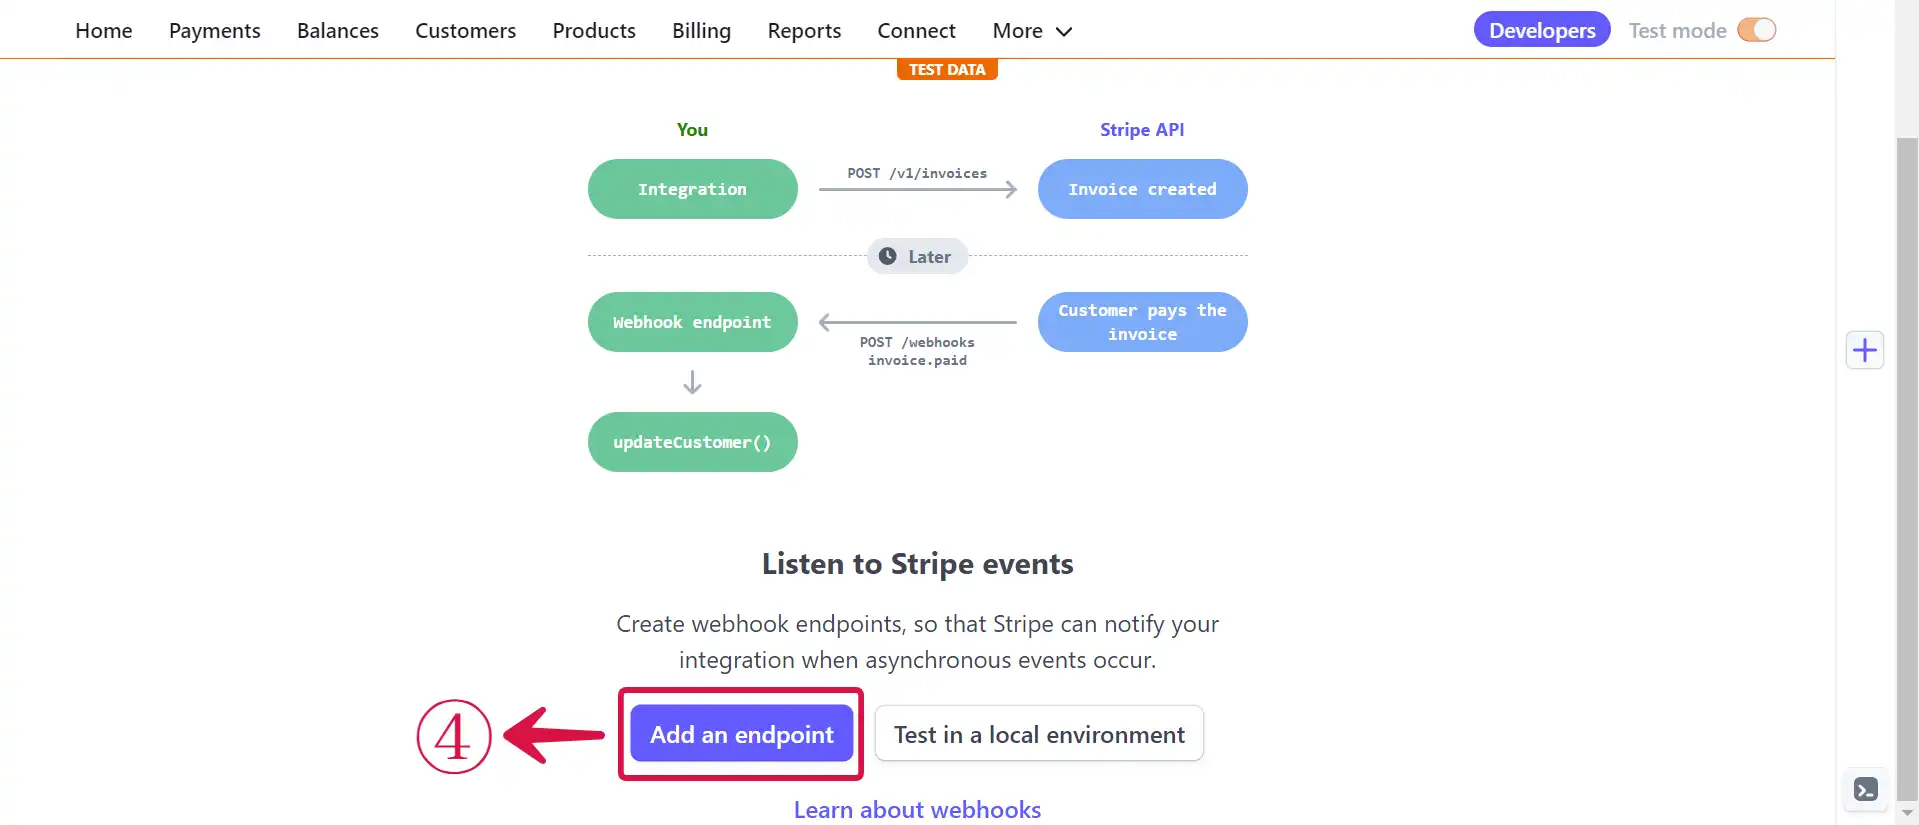 Home Payments Balances Customers Products Billing Reports Connect More Developers Test mode
TEST DATA
You Stripe API
Integration POST /v1/invoices Invoice created
Later
Webhook endpoint POST /webhooks Customer pays the
invoice.paid invoice
updateCustomer()
Listen to Stripe events
Create webhook endpoints, so that Stripe can notify your
integration when asynchronous events occur.
4 Add an endpoint Test in a local environment
Learn about webhooks